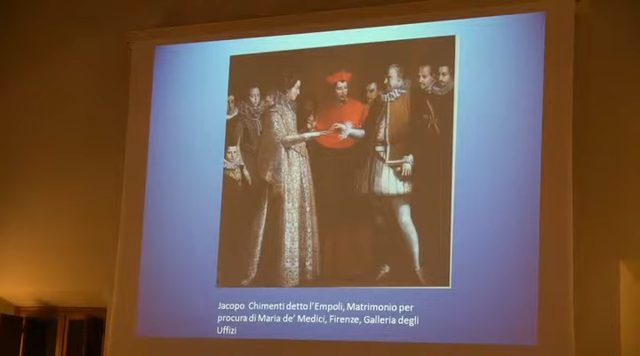 Jacopo Chimenti detto l'Empoli, Matrimonio per
procura di Maria de' Medici, Firenze, Galleria degli
Uffizi